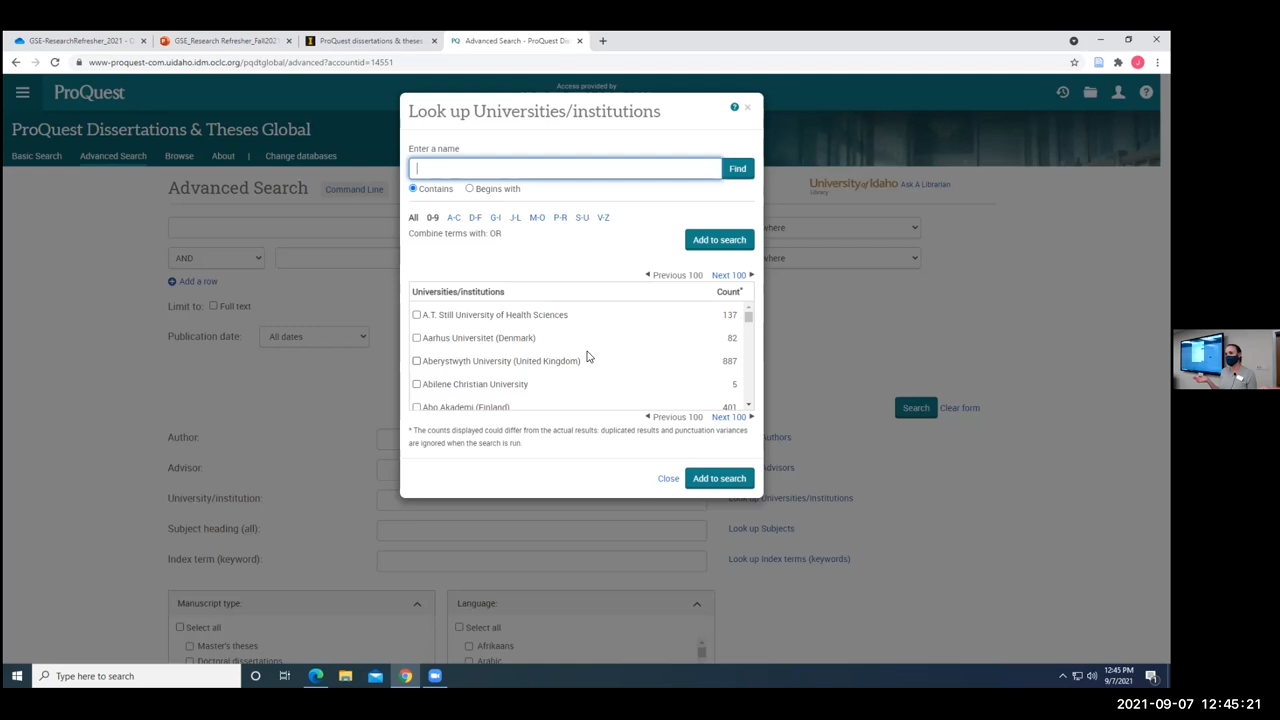 GSE-ResearchRefresher_2021 - O
GSE_Research Refresher_Fall202
ProQuest dissertations & theses
PQ Advanced Search - ProQuest Dis
www-proquest-com.uidaho.idm.oclc.org/pqdtglobal/advanced?accountid=14551
J
ProQuest
Access provided by
ProQuest Dissertations & Theses Global
Basic Search Advanced Search Browse About Change databases
Advanced Search Command Line
University of Idaho
Library
Ask A Librarian
AND
Add a row
Limit to: Full text
Publication date: All dates
Search Clear form
Author:
Advisor:
University/institution:
Look up Universities/Institutions
Subject heading (all):
Look up Subjects
Index term (keyword):
Look up Index terms (keywords)
Manuscript type:
Select all
Master's theses
Doctoral dissertations
Language:
Select all
Afrikaans
Arabic
Look up Universities/institutions
Enter a name
Find
Contains Begins with
All 0-9 A-C D-F G-I J-L M-O P-R S-U V-Z
Combine terms with: OR
Add to search
Previous 100 Next 100
Universities/institutions Count*
A.T. Still University of Health Sciences 137
Aarhus Universitet (Denmark) 82
Aberystwyth University (United Kingdom) 887
Abilene Christian University 5
Abo Akademi (Finland) 401
Previous 100 Next 100
* The counts displayed could differ from the actual results: duplicated results and punctuation variances
are ignored when the search is run.
Close Add to search
Type here to search
12:45 PM
9/7/2021
2021-09-07 12:45:21